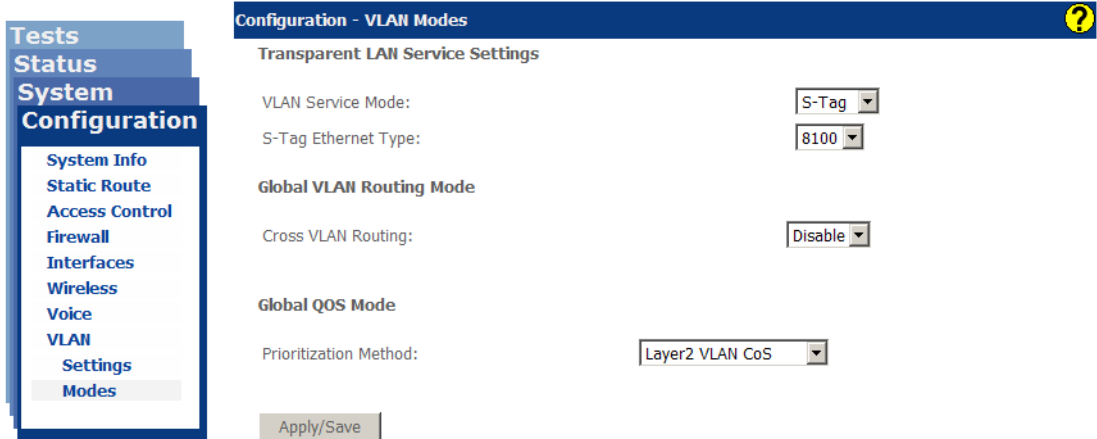 Tests
Status
System
Configuration
System Info
Static Route
Access Control
Firewall
Interfaces
Wireless
Voice
VLAN
Settings
Modes
Configuration - VLAN Modes
?
Transparent LAN Service Settings
VLAN Service Mode: S-Tag
S-Tag Ethernet Type: 8100
Global VLAN Routing Mode
Cross VLAN Routing: Disable
Global QOS Mode
Prioritization Method: Layer2 VLAN CoS
Apply/Save